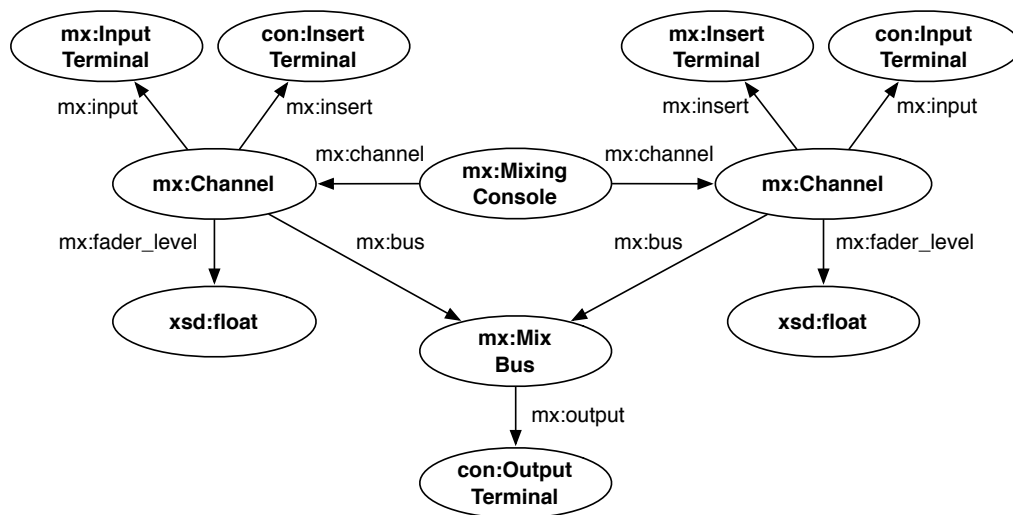 mx:Input
Terminal
con:Insert
Terminal
mx:Insert
Terminal
con:Input
Terminal
mx:input
mx:insert
mx:insert
mx:input
mx:channel
mx:channel
mx:Channel
mx:Mixing
Console
mx:Channel
mx:fader_level
mx:bus
mx:bus
mx:fader_level
xsd:float
mx:Mix
Bus
xsd:float
mx:output
con:Output
Terminal